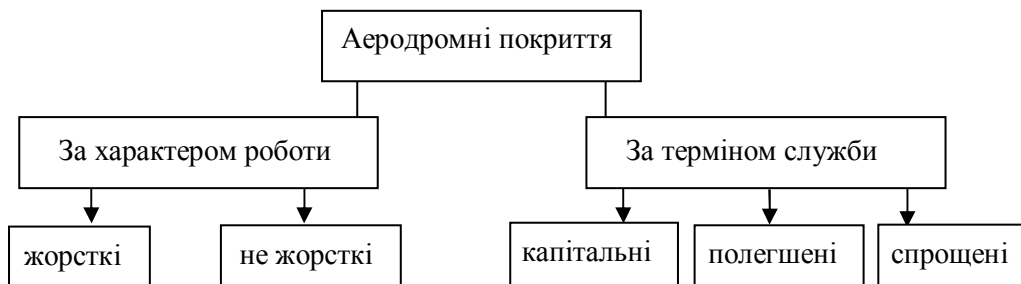 Аеродромні покриття
За характером роботи
За терміном служби
жорсткі
не жорсткі
капітальні
полегшені
спрощені